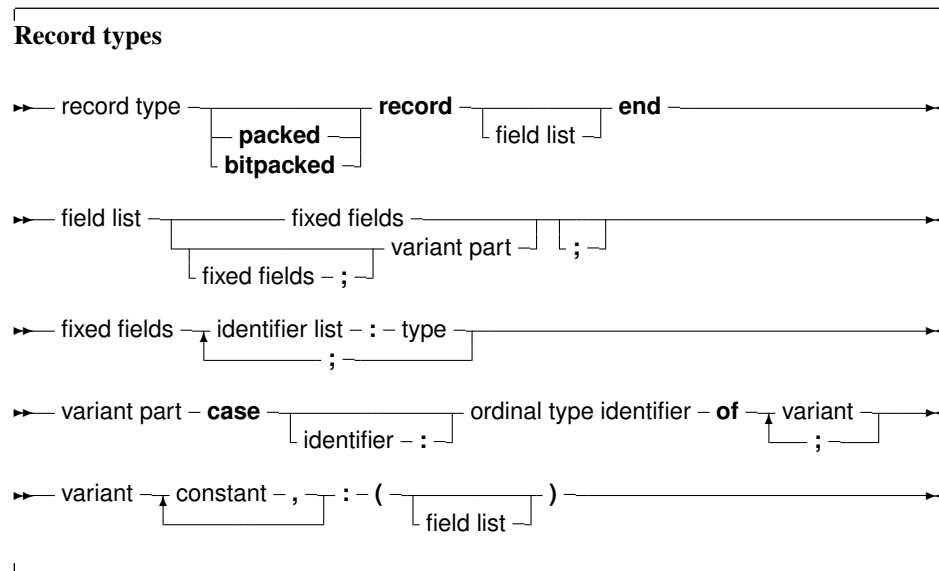 Record types
record type record end
packed field list
bitpacked
field list fixed fields
variant part ;
fixed fields ;
fixed fields identifier list : type
;
variant part case ordinal type identifier of variant
identifier : ;
variant constant , : ( )
field list